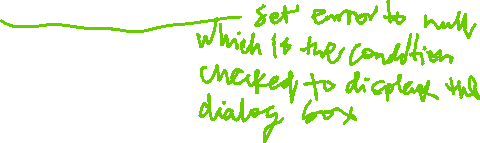 set error to null
which is the condition
checked to display the
dialog box